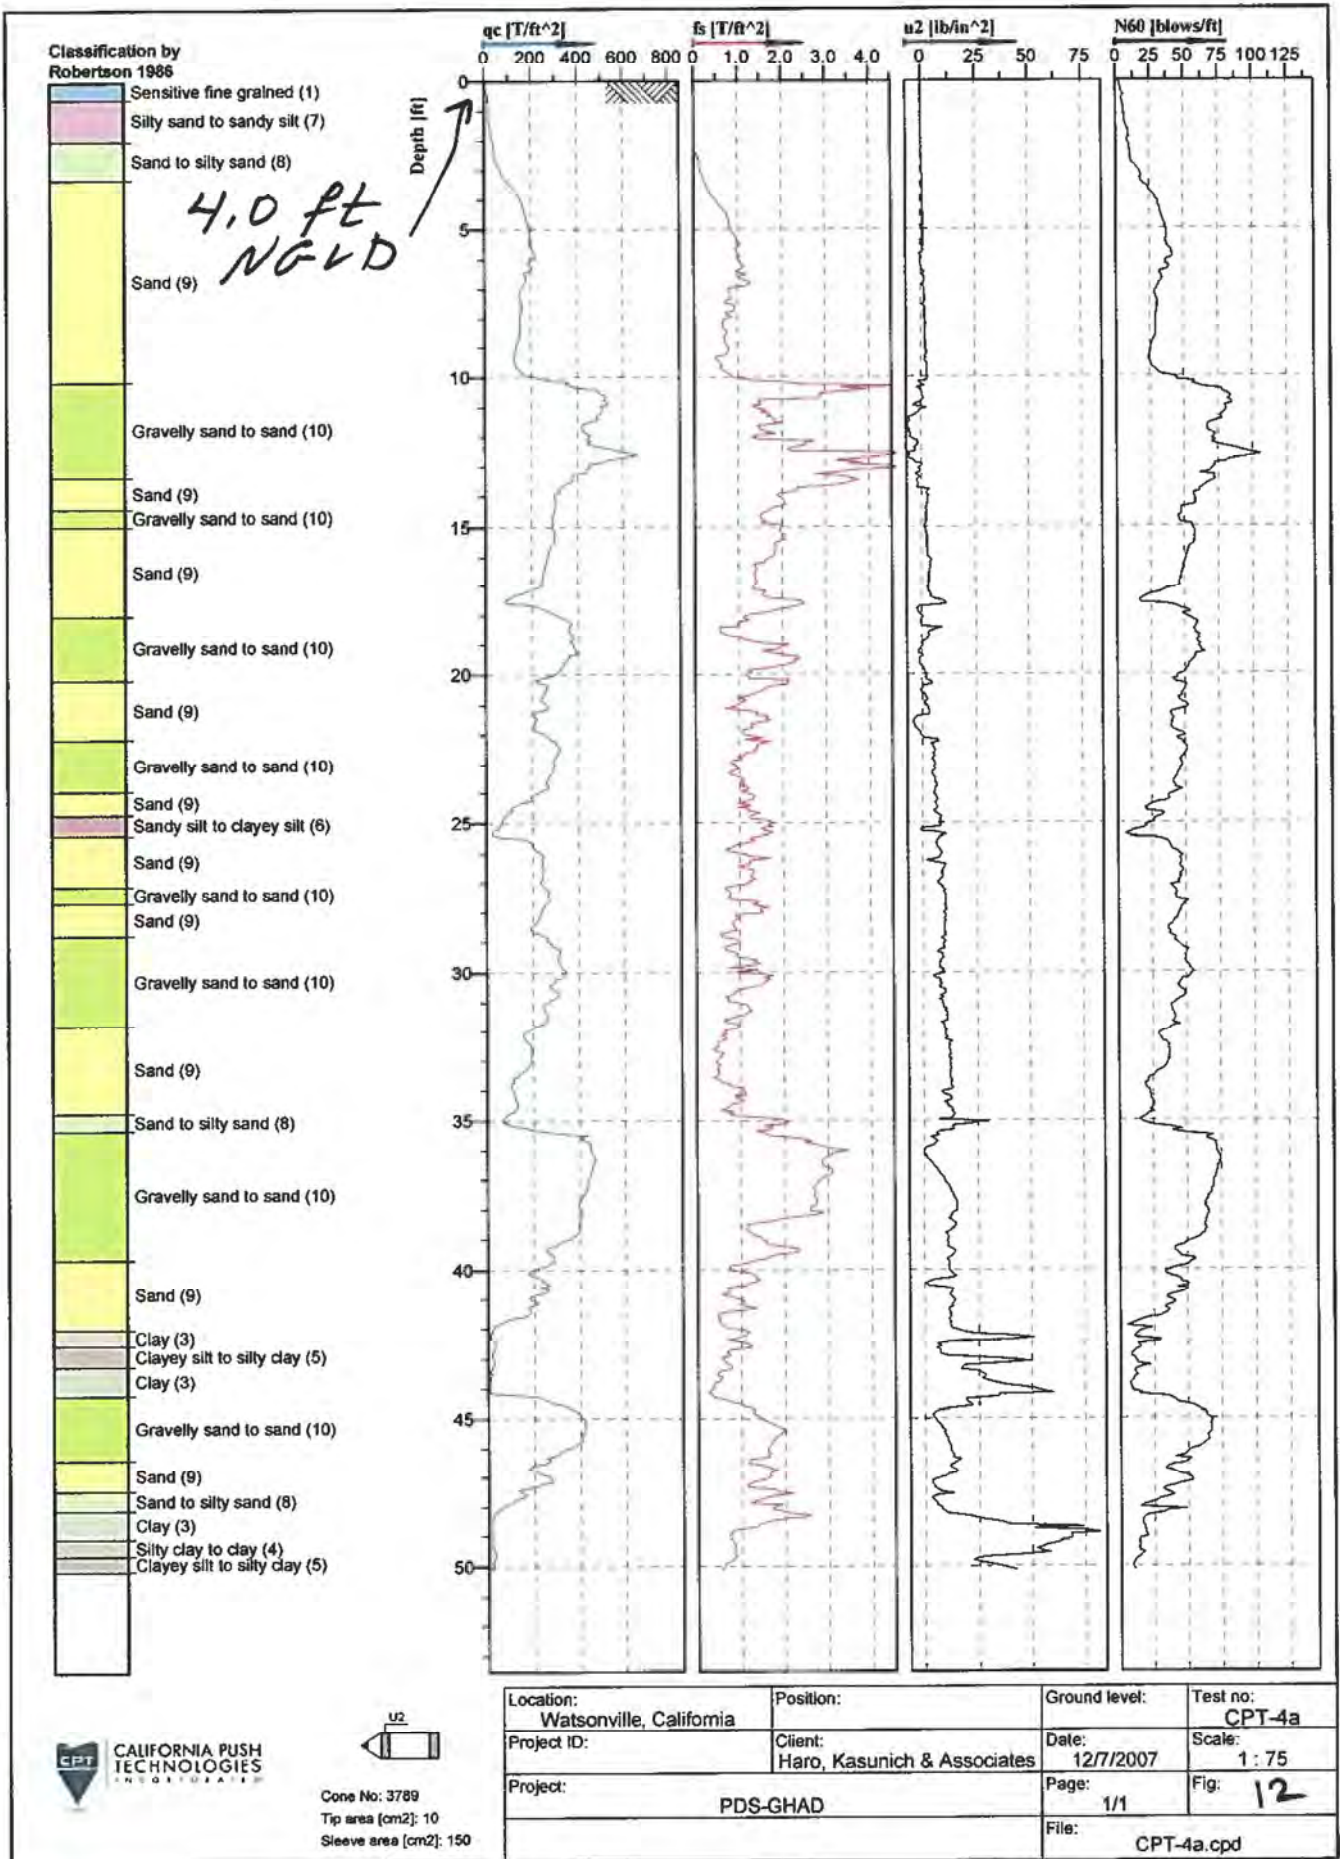 Classification by
Robertson 1986
Sensitive fine grained (1)
Silty sand to sandy silt (7)
Sand to silty sand (8)
Sand (9)
Gravelly sand to sand (10)
Sand (9)
Gravelly sand to sand (10)
Sand (9)
Gravelly sand to sand (10)
Sand (9)
Gravelly sand to sand (10)
Sand (9)
Sandy silt to clayey silt (6)
Sand (9)
Gravelly sand to sand (10)
Sand (9)
Gravelly sand to sand (10)
Sand (9)
Sand to silty sand (8)
Gravelly sand to sand (10)
Sand (9)
Clay (3)
Clayey silt to silty clay (5)
Clay (3)
Gravelly sand to sand (10)
Sand (9)
Sand to silty sand (8)
Clay (3)
Silty clay to clay (4)
Clayey silt to silty clay (5)
4.0 ft
NGVD
Depth [ft]
0
5
10
15
20
25
30
35
40
45
50
qc [T/ft^2]
0 200 400 600 800
fs [T/ft^2]
0 1.0 2.0 3.0 4.0
u2 [lb/in^2]
0 25 50 75
N60 [blows/ft]
0 25 50 75 100 125
CPT
CALIFORNIA PUSH
TECHNOLOGIES
INCORPORATED
U2
Cone No: 3789
Tip area [cm2]: 10
Sleeve area [cm2]: 150
Location:
Watsonville, California
Position:
Ground level:
Test no:
CPT-4a
Project ID:
Client:
Haro, Kasunich & Associates
Date:
12/7/2007
Scale:
1 : 75
Project:
PDS-GHAD
Page:
1/1
Fig:
12
File:
CPT-4a.cpd